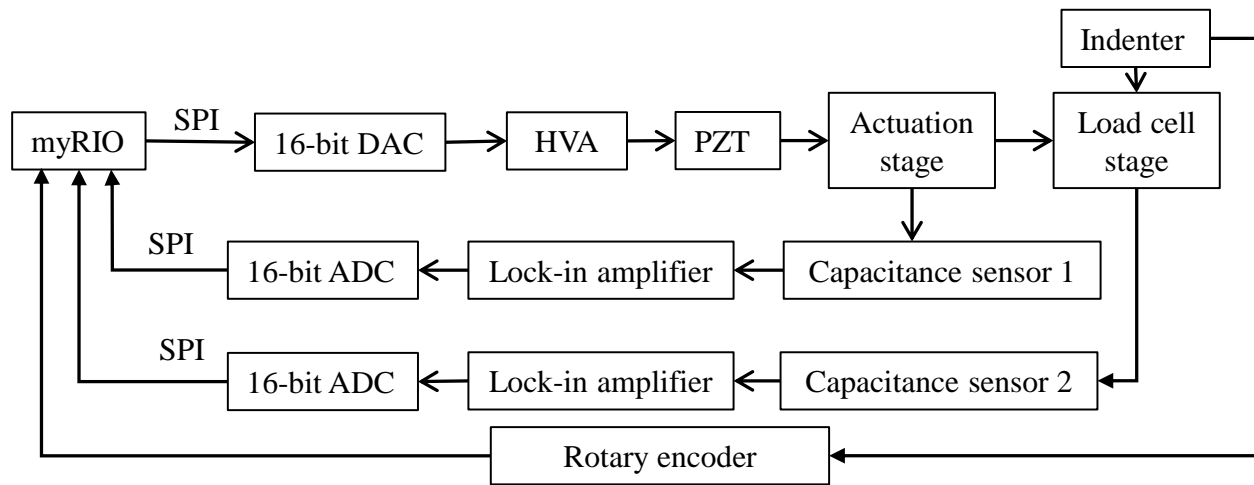 Indenter
SPI
myRIO
16-bit DAC
HVA
PZT
Actuation
stage
Load cell
stage
SPI
16-bit ADC
Lock-in amplifier
Capacitance sensor 1
SPI
16-bit ADC
Lock-in amplifier
Capacitance sensor 2
Rotary encoder